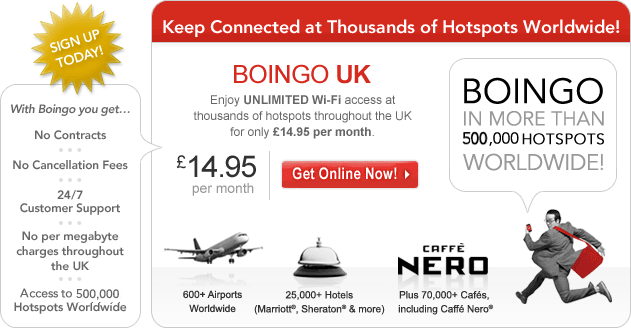 SIGN UP
TODAY!
With Boingo you get...
No Contracts
No Cancellation Fees
24/7
Customer Support
No per megabyte
charges throughout
the UK
Access to 500,000
Hotspots Worldwide
Keep Connected at Thousands of Hotspots Worldwide!
BOINGO UK
Enjoy UNLIMITED Wi-Fi access at
thousands of hotspots throughout the UK
for only £14.95 per month.
£14.95
per month
Get Online Now!
BOINGO
IN MORE THAN
500,000 HOTSPOTS
WORLDWIDE!
600+ Airports
Worldwide
25,000+ Hotels
(Marriott®, Sheraton® & more)
CAFFÈ
NERO
Plus 70,000+ Cafés,
including Caffé Nero®